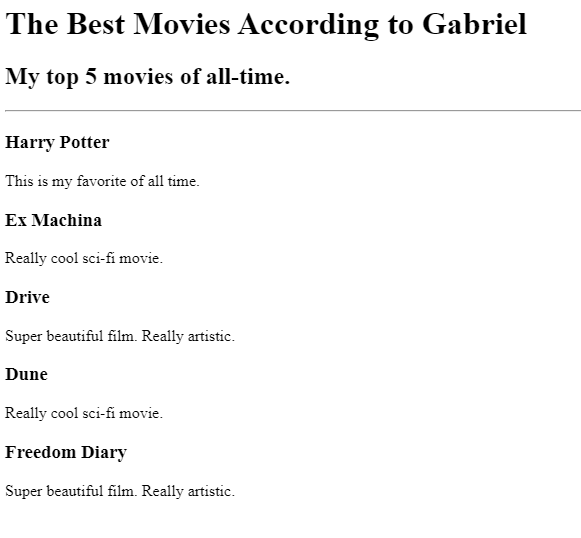 The Best Movies According to Gabriel
My top 5 movies of all-time.
Harry Potter
This is my favorite of all time.
Ex Machina
Really cool sci-fi movie.
Drive
Super beautiful film. Really artistic.
Dune
Really cool sci-fi movie.
Freedom Diary
Super beautiful film. Really artistic.